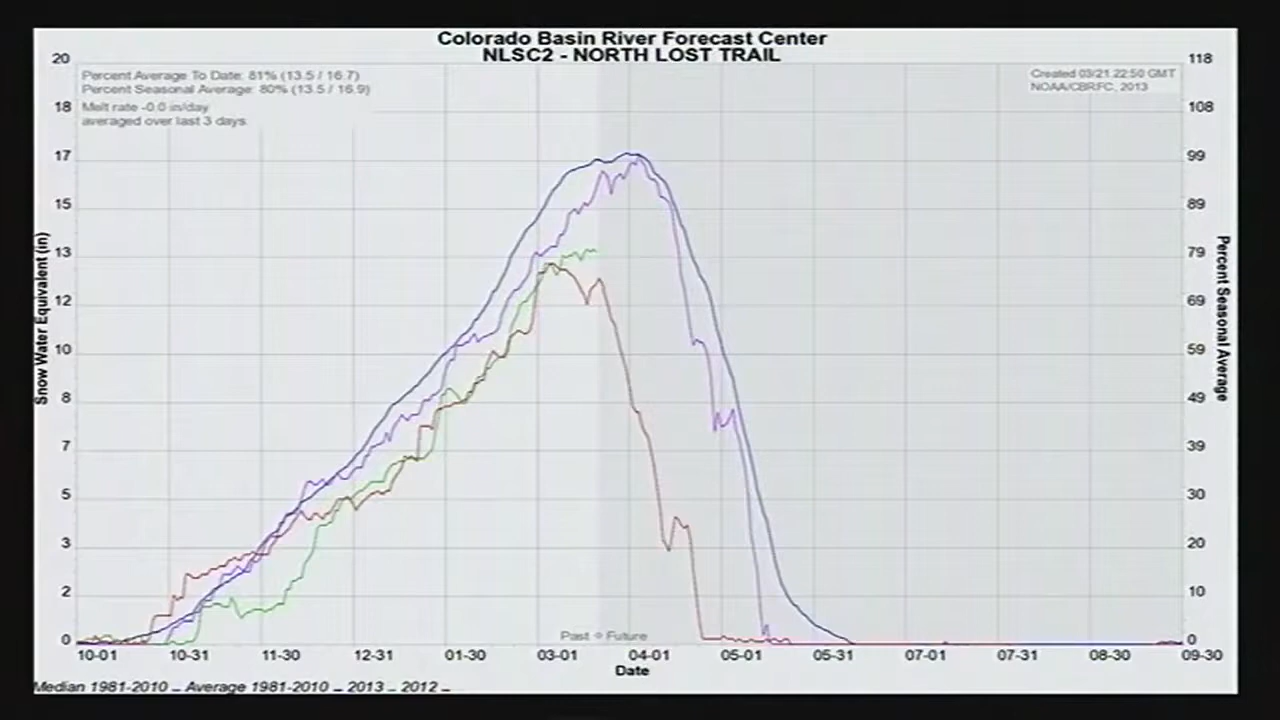 Colorado Basin River Forecast Center
NLSC2 - NORTH LOST TRAIL
Percent Average To Date: 81% (13.5 / 16.7)
Percent Seasonal Average: 80% (13.5 / 16.9)
Melt rate -0.0 in/day
averaged over last 3 days
Created 03/21 22:50 GMT
NOAA/CBRFC, 2013
Snow Water Equivalent (in)
20
18
17
15
13
12
10
8
7
5
3
2
0
118
108
99
89
79
69
59
49
39
30
20
10
0
Percent Seasonal Average
Past Future
10-01 10-31 11-30 12-31 01-30 03-01 04-01 05-01 05-31 07-01 07-31 08-30 09-30
Date
Median 1981-2010 Average 1981-2010 2013 2012